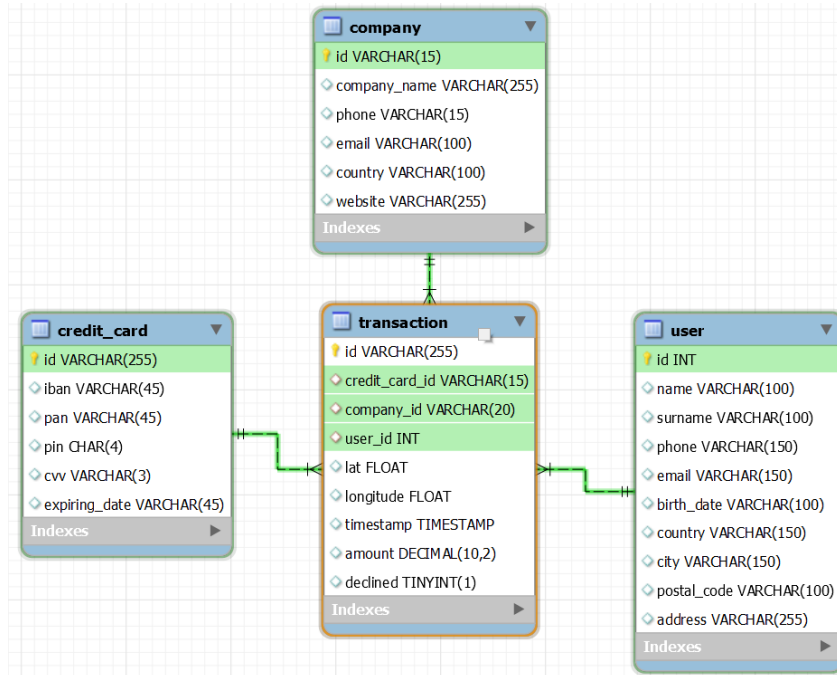 company
id VARCHAR(15)
company_name VARCHAR(255)
phone VARCHAR(15)
email VARCHAR(100)
country VARCHAR(100)
website VARCHAR(255)
Indexes
credit_card
id VARCHAR(255)
iban VARCHAR(45)
pan VARCHAR(45)
pin CHAR(4)
cvv VARCHAR(3)
expiring_date VARCHAR(45)
Indexes
transaction
id VARCHAR(255)
credit_card_id VARCHAR(15)
company_id VARCHAR(20)
user_id INT
lat FLOAT
longitude FLOAT
timestamp TIMESTAMP
amount DECIMAL(10,2)
declined TINYINT(1)
Indexes
user
id INT
name VARCHAR(100)
surname VARCHAR(100)
phone VARCHAR(150)
email VARCHAR(150)
birth_date VARCHAR(100)
country VARCHAR(150)
city VARCHAR(150)
postal_code VARCHAR(100)
address VARCHAR(255)
Indexes